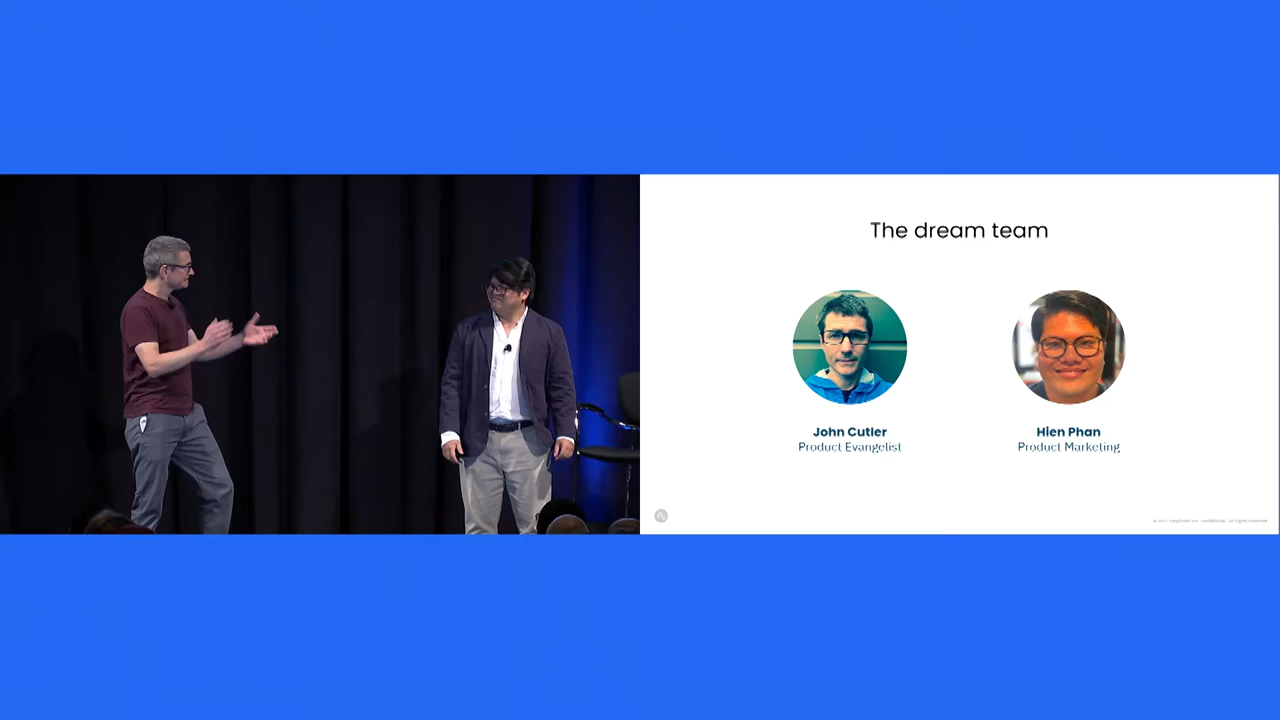 The dream team
John Cutler
Product Evangelist
Hien Phan
Product Marketing